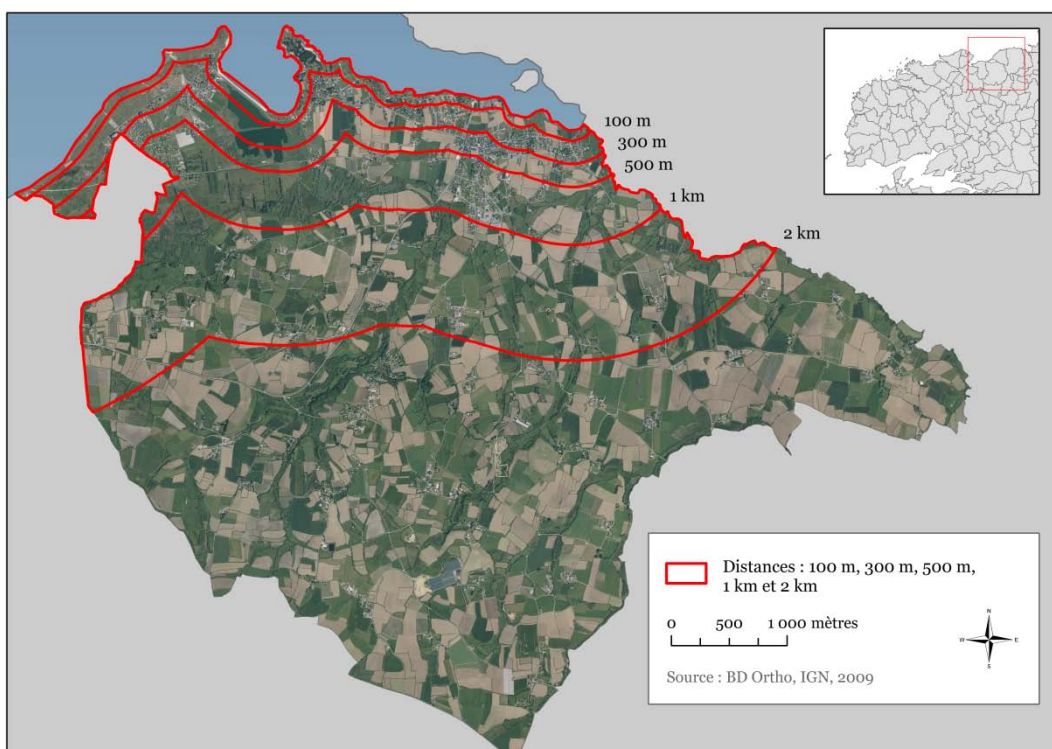 100 m
300 m
500 m
1 km
2 km
Distances : 100 m, 300 m, 500 m,
1 km et 2 km
0 500 1 000 mètres
N
W E
S
Source : BD Ortho, IGN, 2009